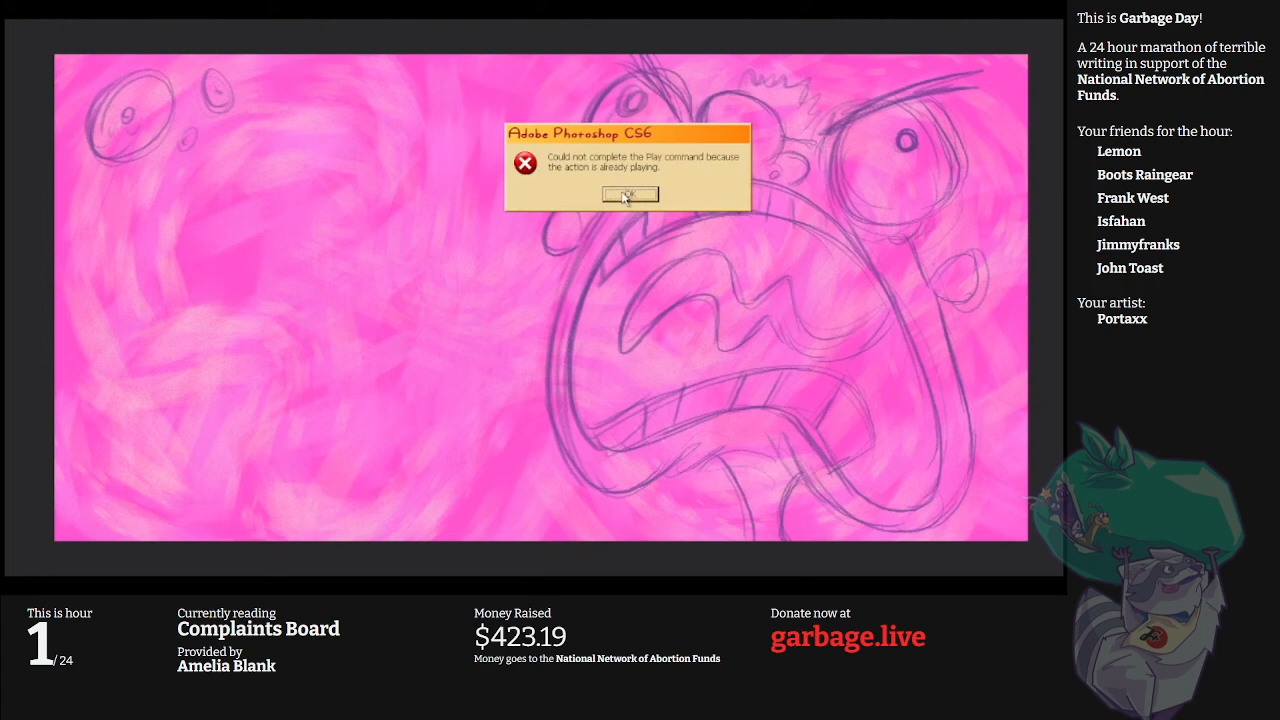 Adobe Photoshop CS6
Could not complete the Play command because
the action is already playing.
This is Garbage Day!
A 24 hour marathon of terrible
writing in support of the
National Network of Abortion
Funds.
Your friends for the hour:
Lemon
Boots Raingear
Frank West
Isfahan
Jimmyfranks
John Toast
Your artist:
Portaxx
This is hour
1/ 24
Currently reading
Complaints Board
Provided by
Amelia Blank
Money Raised
$423.19
Money goes to the National Network of Abortion Funds
Donate now at
garbage.live